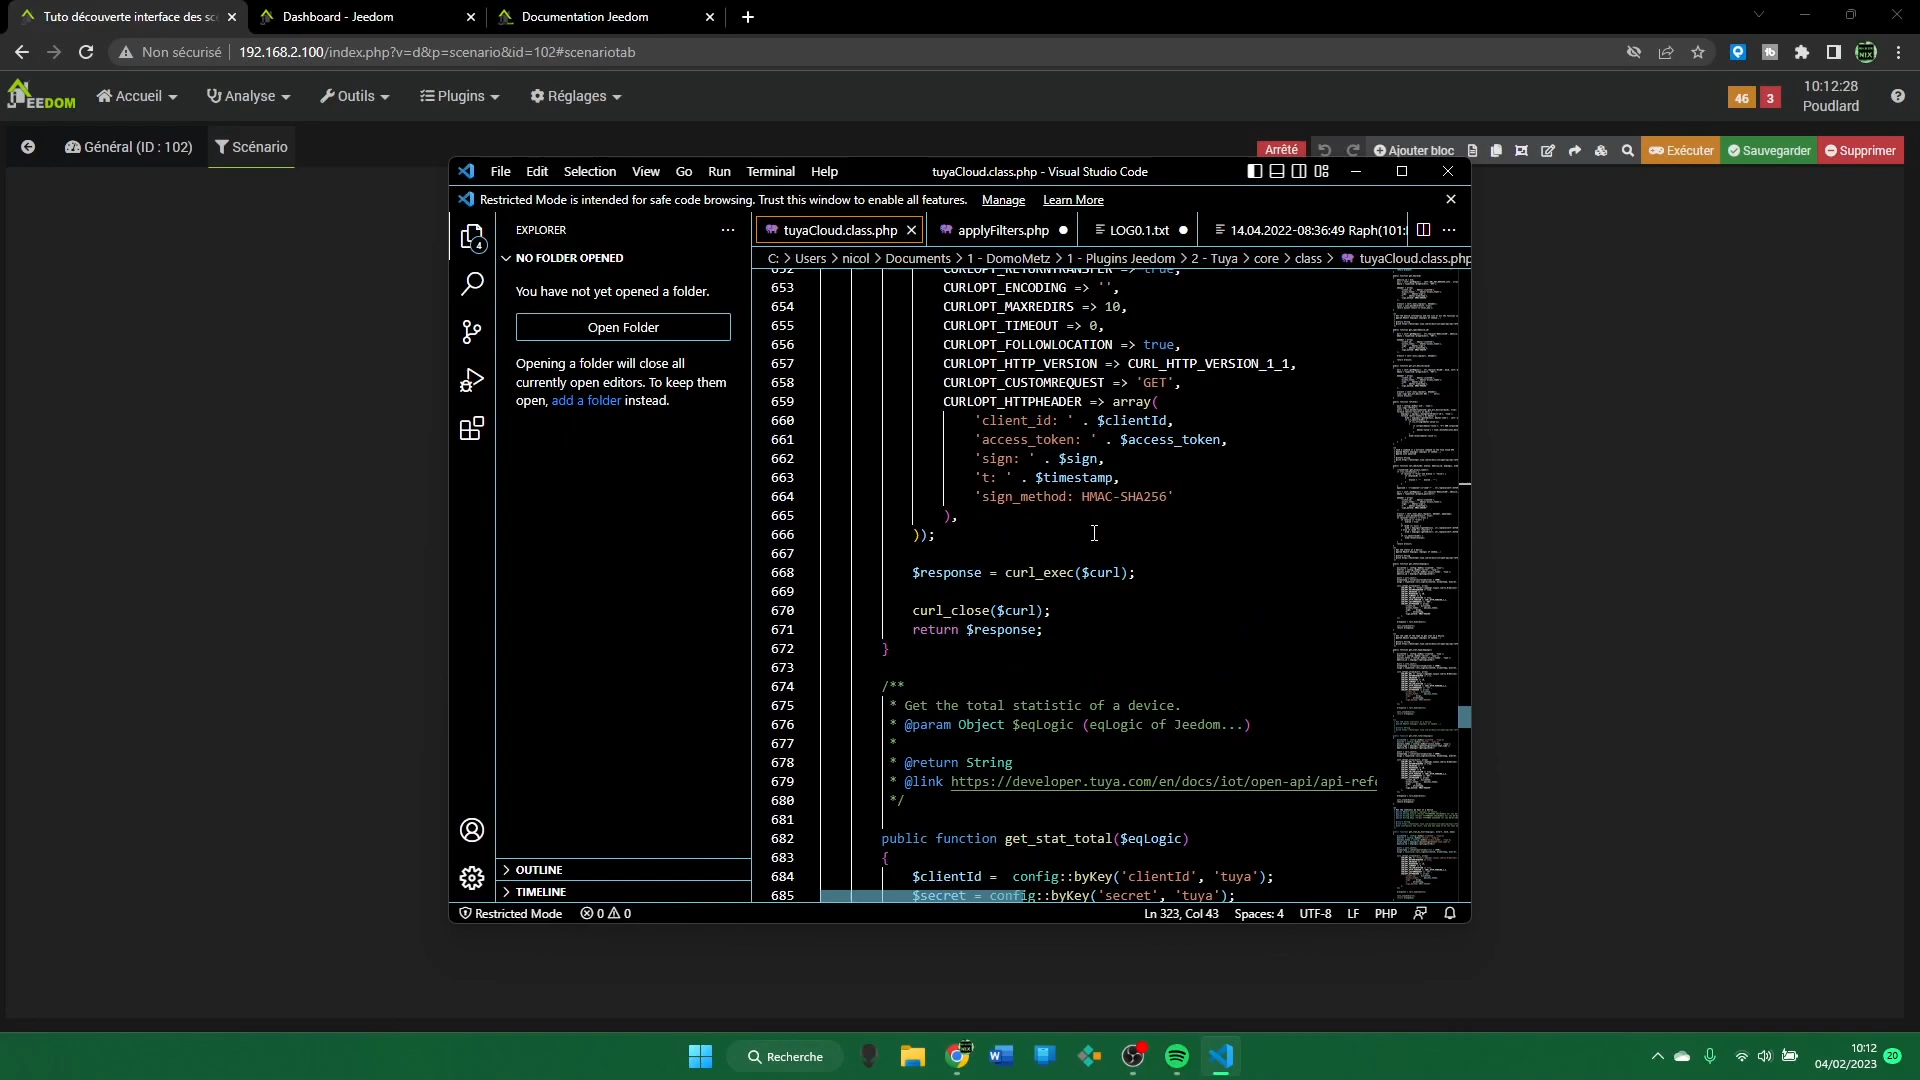 Tuto découverte interface des sc
Dashboard - Jeedom
Documentation Jeedom
Non sécurisé
192.168.2.100/index.php?v=d&p=scenario&id=102#scenariotab
JEEDOM
Accueil
Analyse
Outils
Plugins
Réglages
46
3
10:12:28
Poudlard
Général (ID : 102)
Scénario
Arrêté
Ajouter bloc
Exécuter
Sauvegarder
Supprimer
File
Edit
Selection
View
Go
Run
Terminal
Help
tuyaCloud.class.php - Visual Studio Code
Restricted Mode is intended for safe code browsing. Trust this window to enable all features.
Manage
Learn More
EXPLORER
4
NO FOLDER OPENED
You have not yet opened a folder.
Open Folder
Opening a folder will close all
currently open editors. To keep them
open, add a folder instead.
OUTLINE
TIMELINE
tuyaCloud.class.php
applyFilters.php
LOG0.1.txt
14.04.2022-08:36:49 Raph(101:
C: > Users > nicol > Documents > 1 - DomoMetz > 1 - Plugins Jeedom > 2 - Tuya > core > class > tuyaCloud.class.php
652 CURLOPT_RETURNTRANSFER => true,
653 CURLOPT_ENCODING => '',
654 CURLOPT_MAXREDIRS => 10,
655 CURLOPT_TIMEOUT => 0,
656 CURLOPT_FOLLOWLOCATION => true,
657 CURLOPT_HTTP_VERSION => CURL_HTTP_VERSION_1_1,
658 CURLOPT_CUSTOMREQUEST => 'GET',
659 CURLOPT_HTTPHEADER => array(
660 'client_id: ' . $clientId,
661 'access_token: ' . $access_token,
662 'sign: ' . $sign,
663 't: ' . $timestamp,
664 'sign_method: HMAC-SHA256'
665 ),
666 ));
667
668 $response = curl_exec($curl);
669
670 curl_close($curl);
671 return $response;
672 }
673
674 /**
675 * Get the total statistic of a device.
676 * @param Object $eqLogic (eqLogic of Jeedom...)
677 *
678 * @return String
679 * @link https://developer.tuya.com/en/docs/iot/open-api/api-refe
680 */
681
682 public function get_stat_total($eqLogic)
683 {
684 $clientId = config::byKey('clientId', 'tuya');
685 $secret = config::byKey('secret', 'tuya');
Restricted Mode
0
0
Ln 323, Col 43
Spaces: 4
UTF-8
LF
PHP
Recherche
10:12
04/02/2023
20